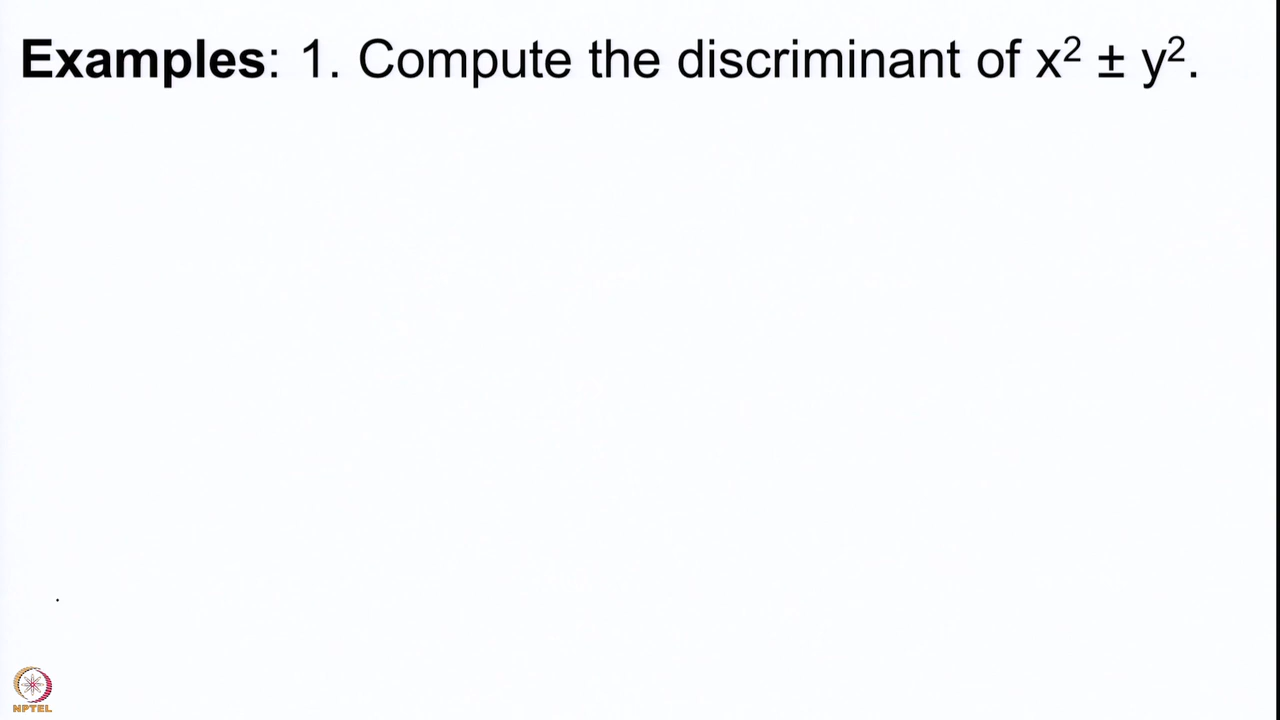 Examples: 1. Compute the discriminant of x² ± y².
NPTEL